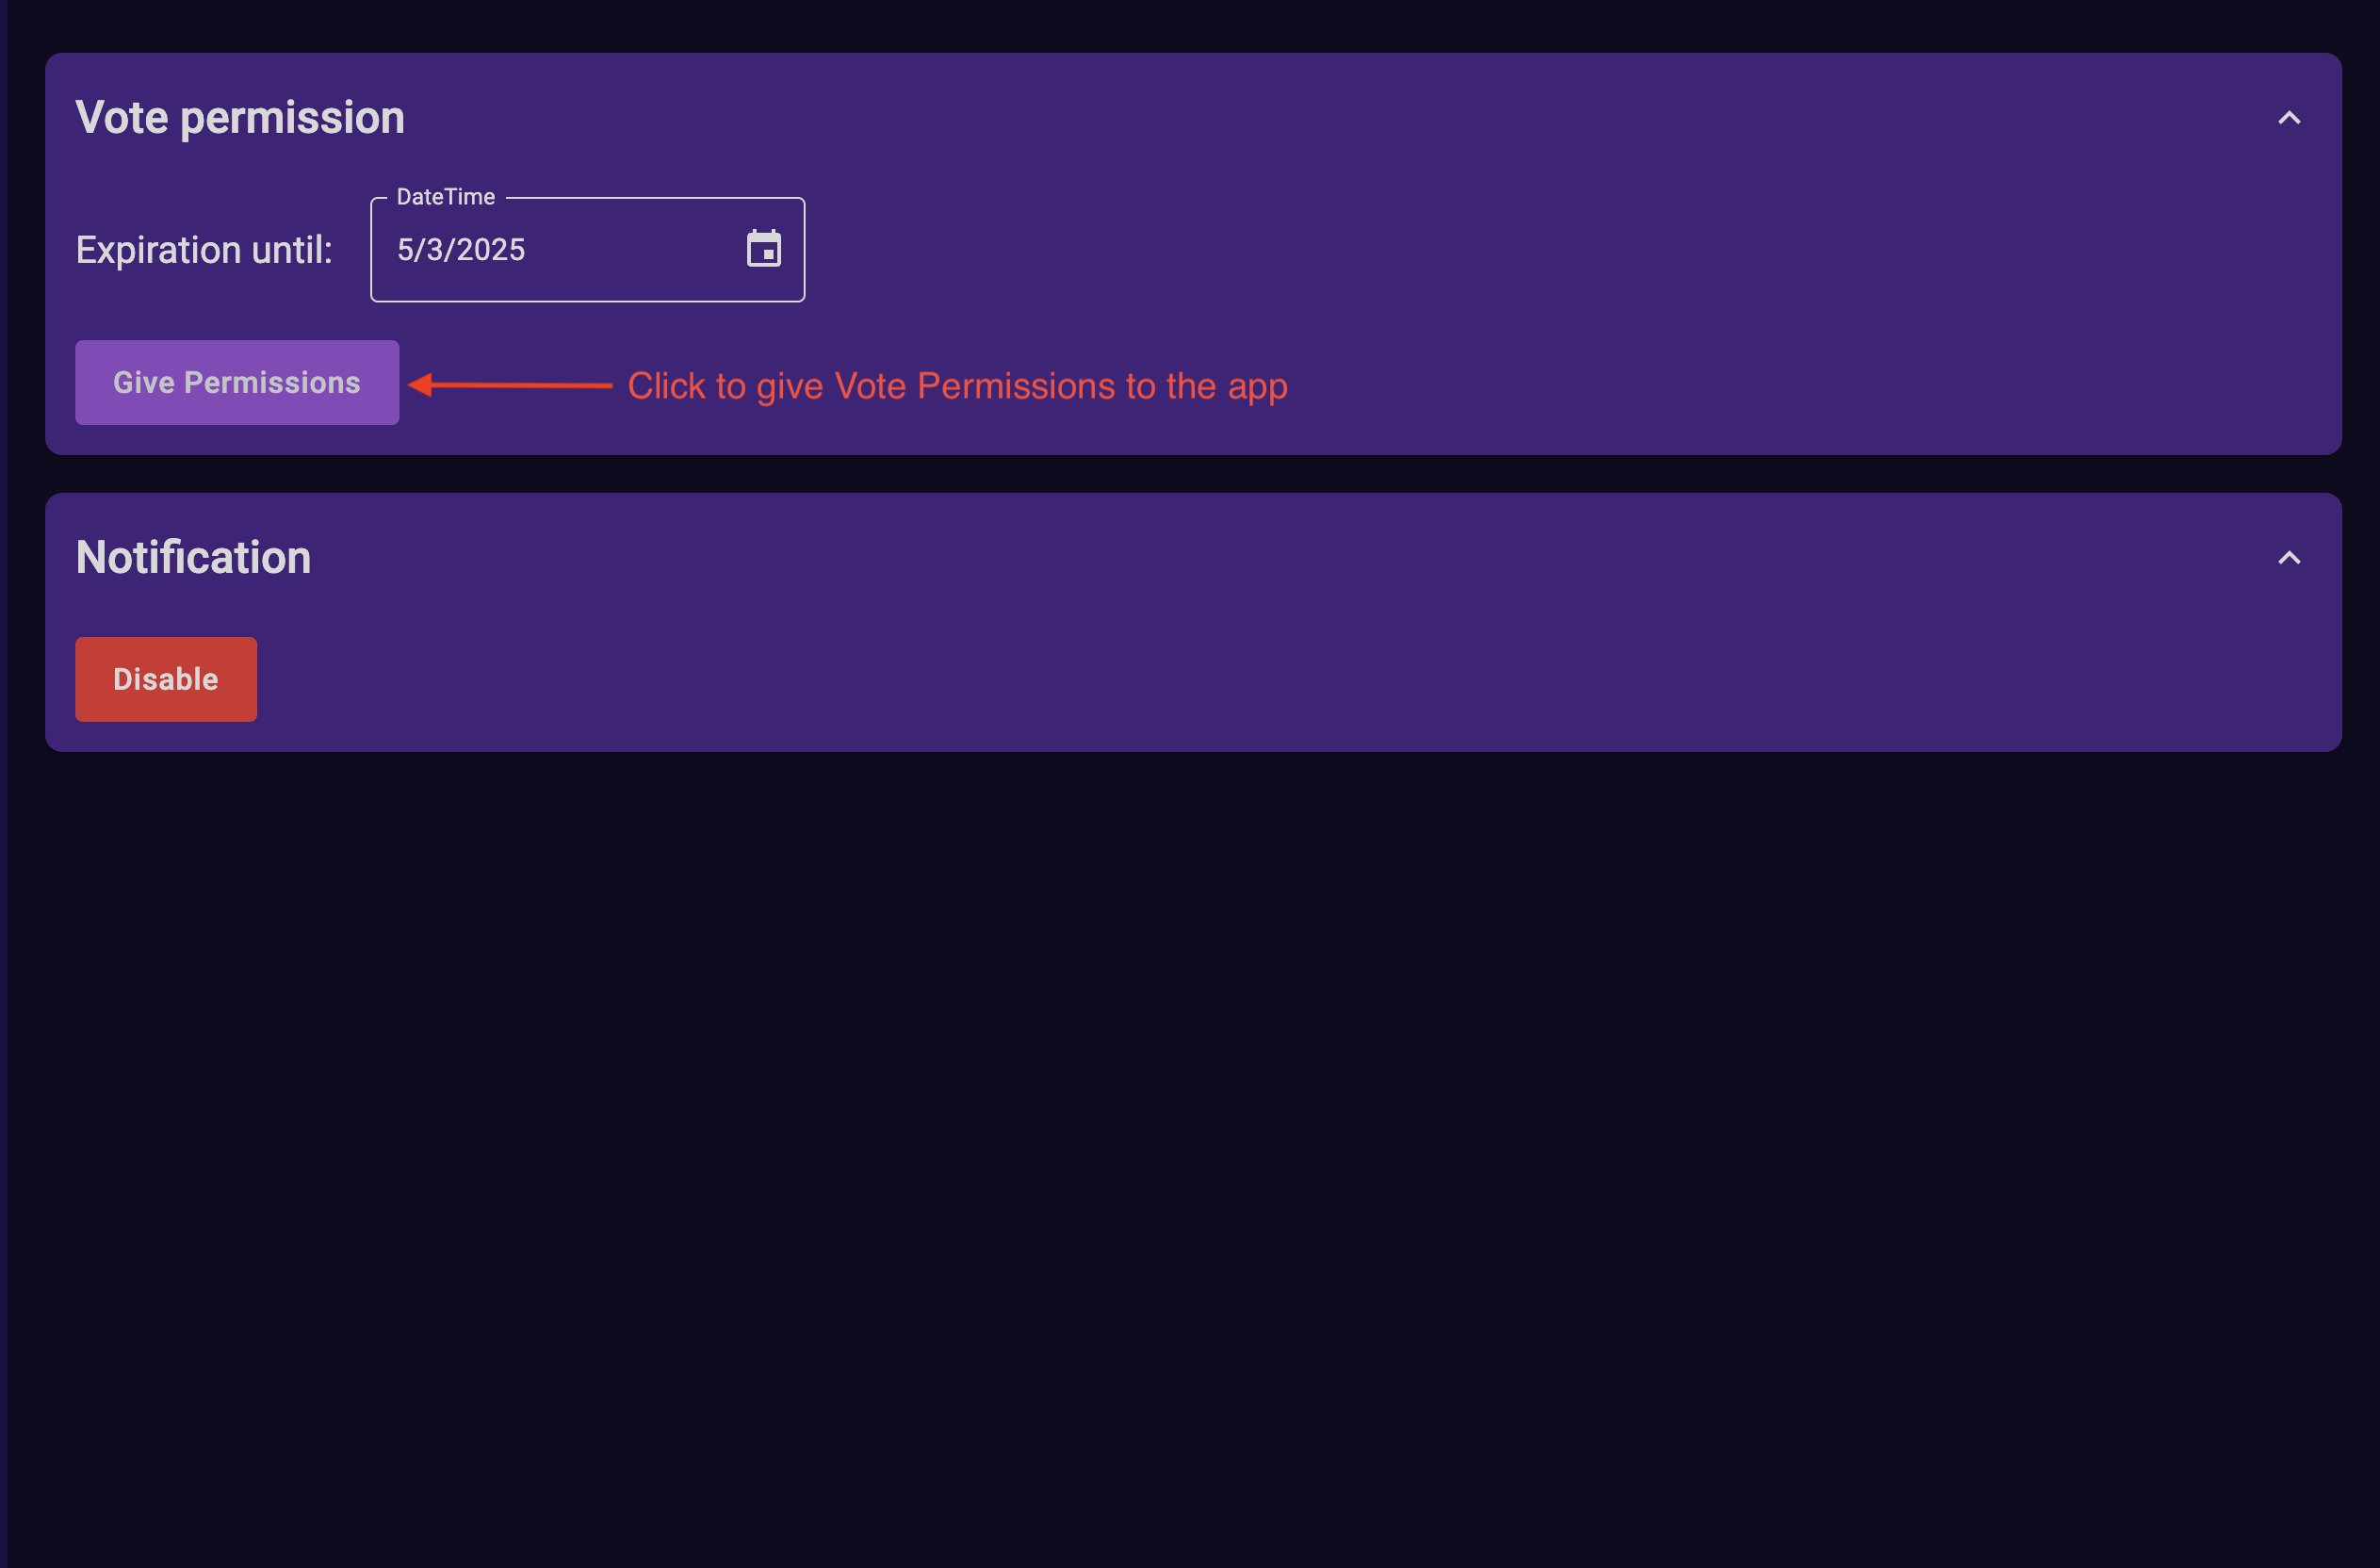 Vote permission
DateTime
Expiration until: 5/3/2025
Give Permissions Click to give Vote Permissions to the app
Notification
Disable